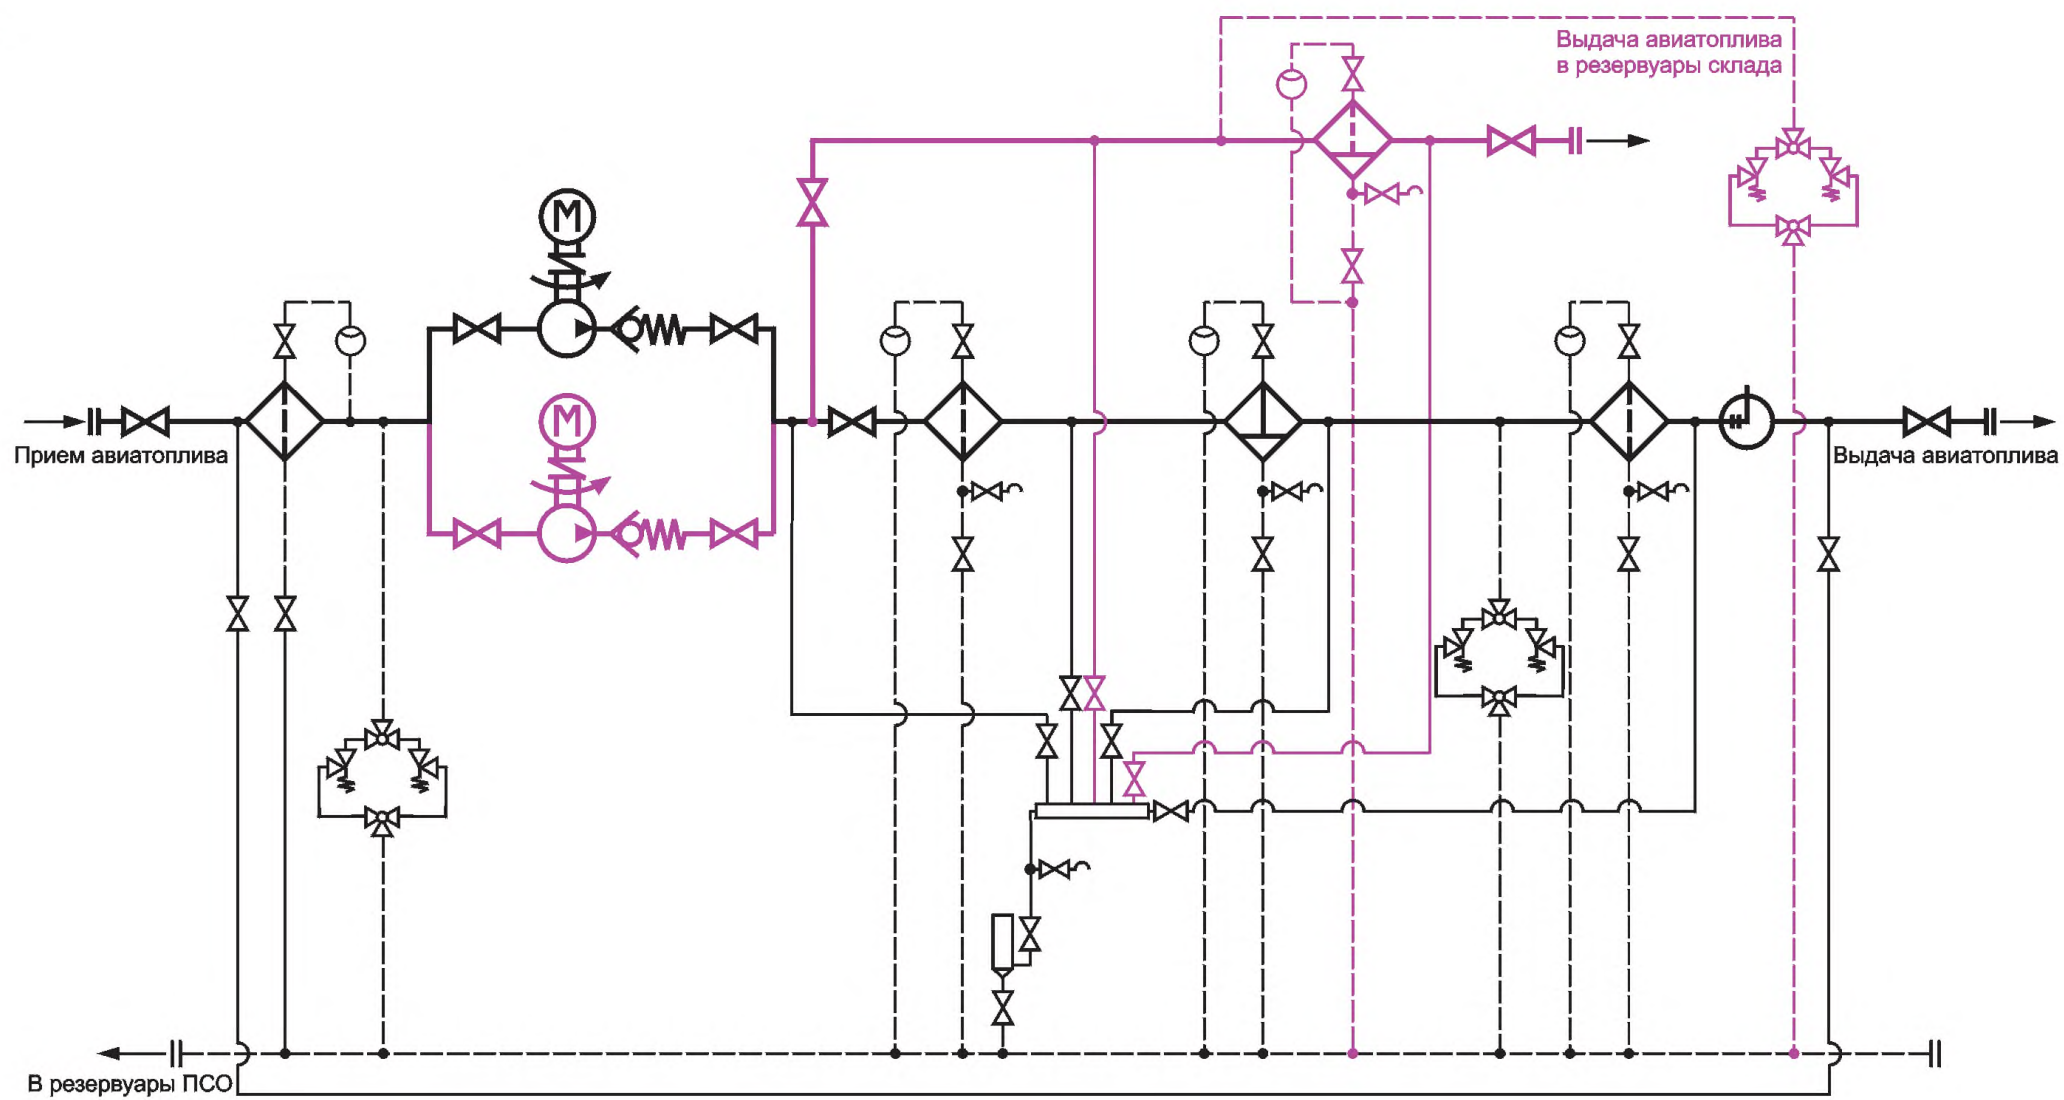 Выдача авиатоплива
в резервуары склада
M
M
Прием авиатоплива
Выдача авиатоплива
В резервуары ПСО